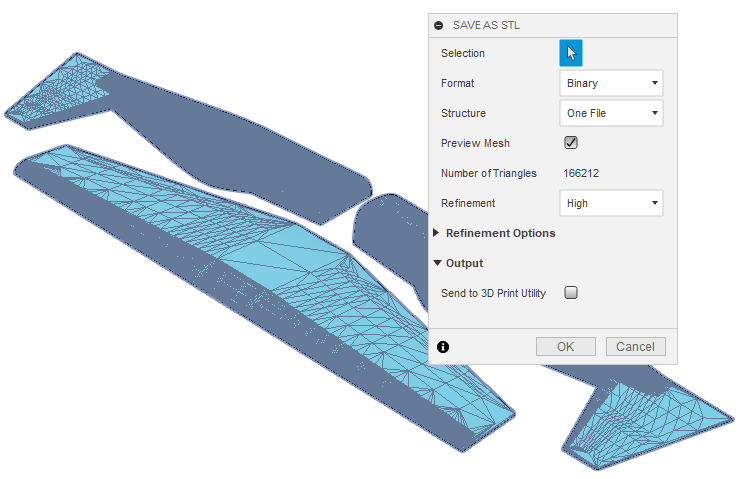 SAVE AS STL
Selection
Format Binary
Structure One File
Preview Mesh
Number of Triangles 166212
Refinement High
Refinement Options
Output
Send to 3D Print Utility
OK Cancel